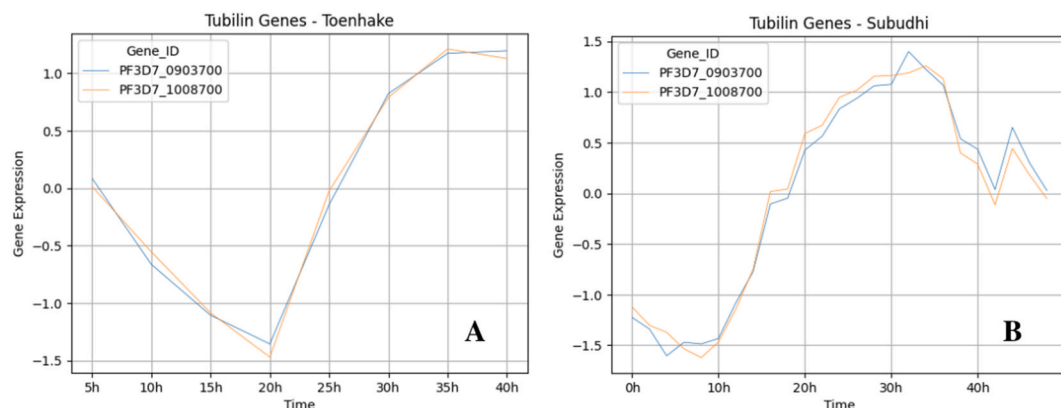 Tubilin Genes - Toenhake
Gene_ID
PF3D7_0903700
PF3D7_1008700
Gene Expression
1.0
0.5
0.0
−0.5
−1.0
−1.5
5h 10h 15h 20h 25h 30h 35h 40h
Time
A
Tubilin Genes - Subudhi
Gene_ID
PF3D7_0903700
PF3D7_1008700
Gene Expression
1.5
1.0
0.5
0.0
−0.5
−1.0
−1.5
0h 10h 20h 30h 40h
Time
B